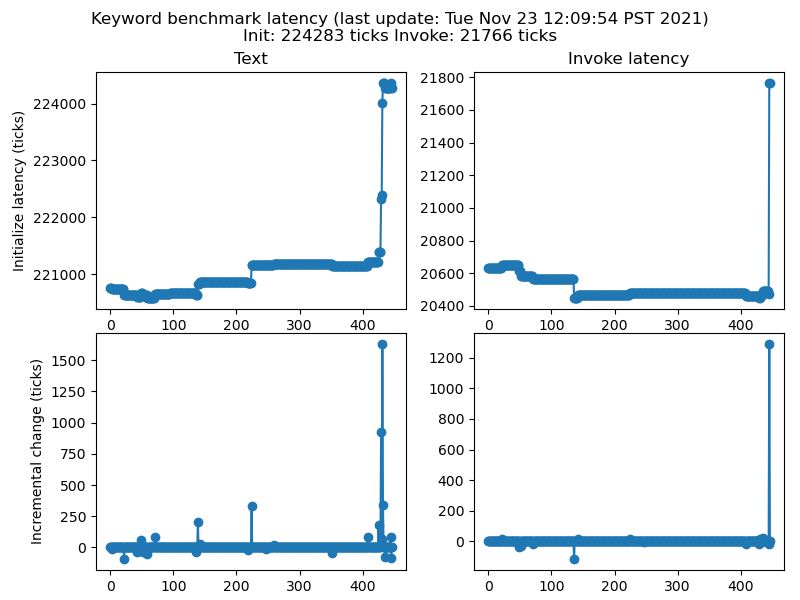 Keyword benchmark latency (last update: Tue Nov 23 12:09:54 PST 2021)
Init: 224283 ticks Invoke: 21766 ticks
Text
Invoke latency
Initialize latency (ticks)
224000
223000
222000
221000
0 100 200 300 400
21800
21600
21400
21200
21000
20800
20600
20400
0 100 200 300 400
Incremental change (ticks)
1500
1250
1000
750
500
250
0
0 100 200 300 400
1200
1000
800
600
400
200
0
0 100 200 300 400